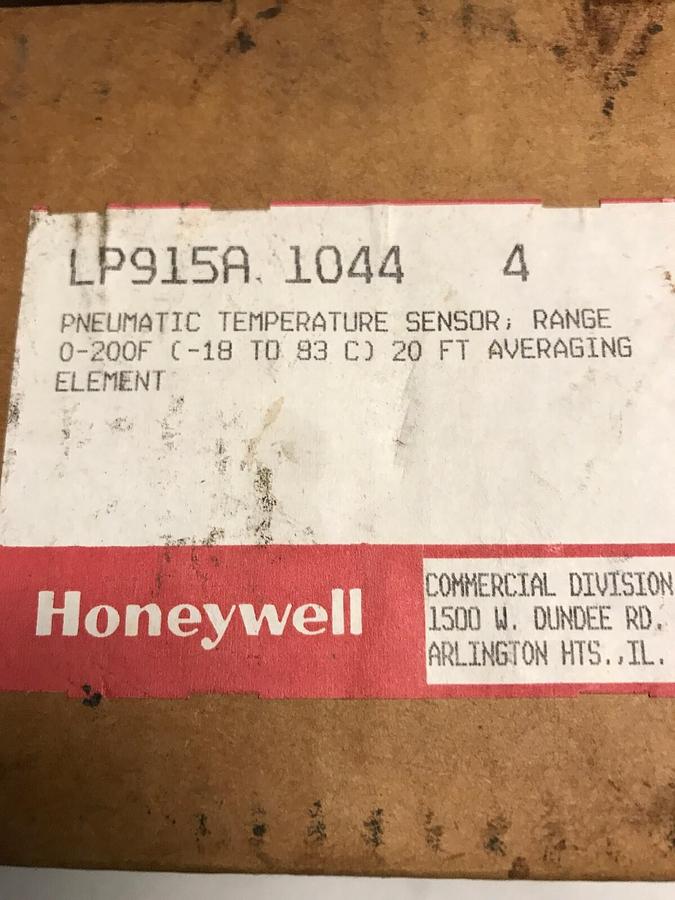 LP915A 1044 4
PNEUMATIC TEMPERATURE SENSOR; RANGE
0-200F (-18 TO 93 C) 20 FT AVERAGING
ELEMENT
Honeywell
COMMERCIAL DIVISION
1500 W. DUNDEE RD.
ARLINGTON HTS.,IL.